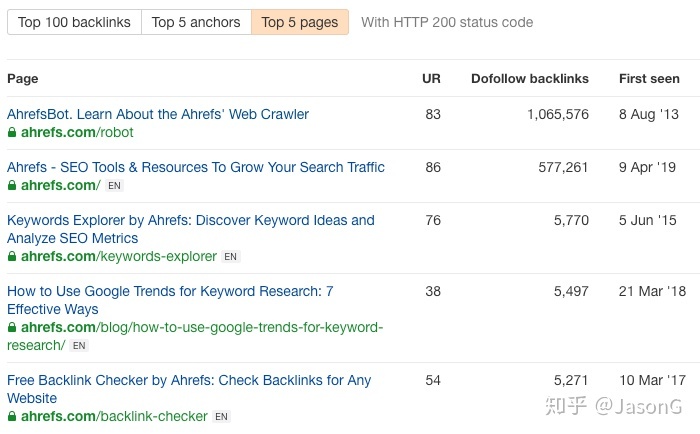 Top 100 backlinks Top 5 anchors Top 5 pages With HTTP 200 status code
Page UR Dofollow backlinks First seen
AhrefsBot. Learn About the Ahrefs' Web Crawler 83 1,065,576 8 Aug '13
ahrefs.com/robot
Ahrefs - SEO Tools & Resources To Grow Your Search Traffic 86 577,261 9 Apr '19
ahrefs.com/ EN
Keywords Explorer by Ahrefs: Discover Keyword Ideas and 76 5,770 5 Jun '15
Analyze SEO Metrics
ahrefs.com/keywords-explorer EN
How to Use Google Trends for Keyword Research: 7 38 5,497 21 Mar '18
Effective Ways
ahrefs.com/blog/how-to-use-google-trends-for-keyword-
research/ EN
Free Backlink Checker by Ahrefs: Check Backlinks for Any 54 5,271 10 Mar '17
Website
ahrefs.com/backlink-checker EN
知乎 @JasonG